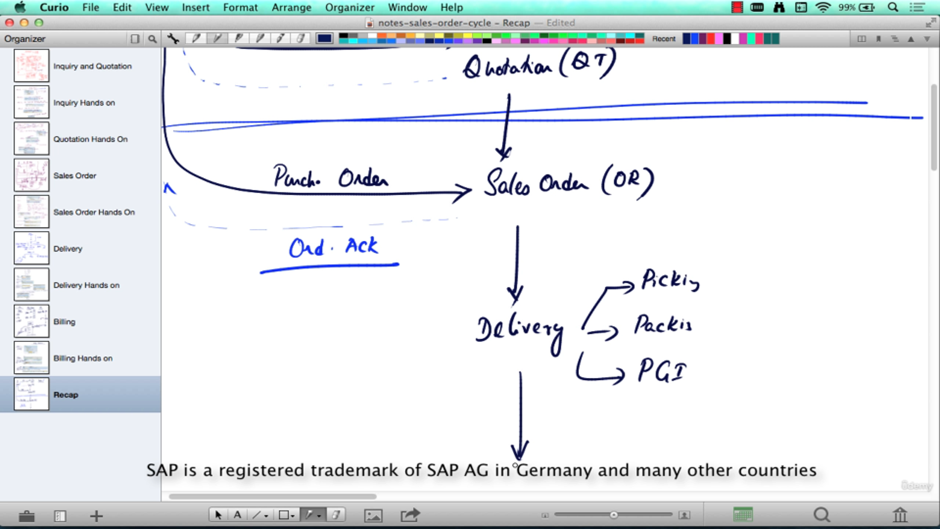 Curio File Edit View Insert Format Arrange Organizer Window Help 99%
notes-sales-order-cycle - Recap — Edited
Organizer
Recent
Inquiry and Quotation
Inquiry Hands on
Quotation Hands On
Sales Order
Sales Order Hands On
Delivery
Delivery Hands on
Billing
Billing Hands on
Recap
Quotation (QT)
Purch. Order
Sales Order (OR)
Ord. Ack
Delivery
Picking
Packig
PGI
SAP is a registered trademark of SAP AG in Germany and many other countries
Udemy
A